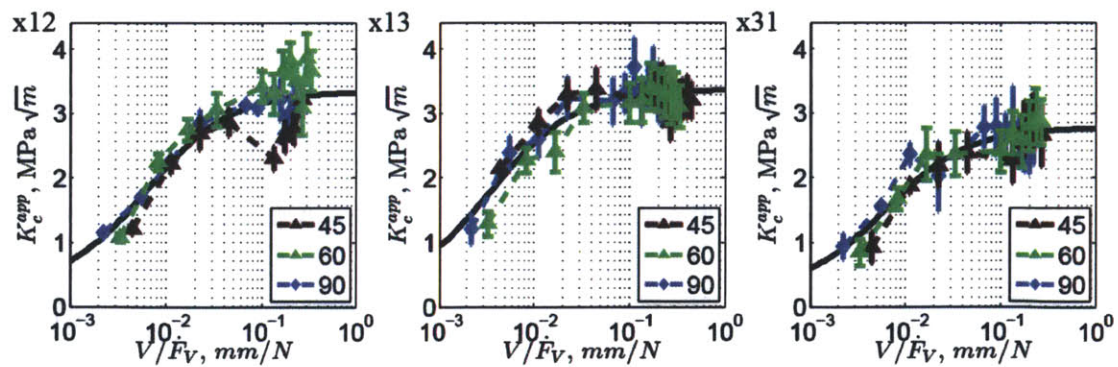 x12 x13 x31
4 4 4
3 3 3
2 2 2
1 1 1
0 0 0
K_c^{app}, MPa √m K_c^{app}, MPa √m K_c^{app}, MPa √m
45 45 45
60 60 60
90 90 90
10^{-3} 10^{-2} 10^{-1} 10^0 10^{-3} 10^{-2} 10^{-1} 10^0 10^{-3} 10^{-2} 10^{-1} 10^0
V/Ḟ_V, mm/N V/Ḟ_V, mm/N V/Ḟ_V, mm/N